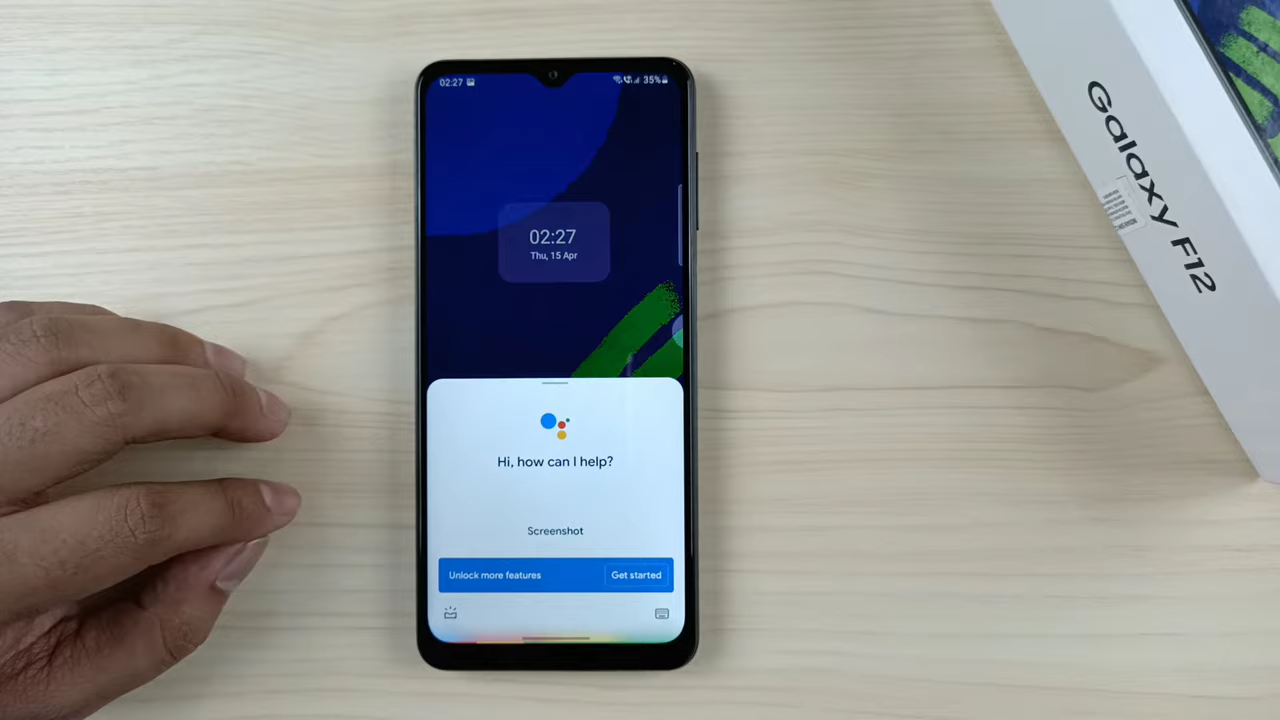 02:27
35%
02:27
Thu, 15 Apr
Hi, how can I help?
Screenshot
Unlock more features
Get started
Galaxy F12